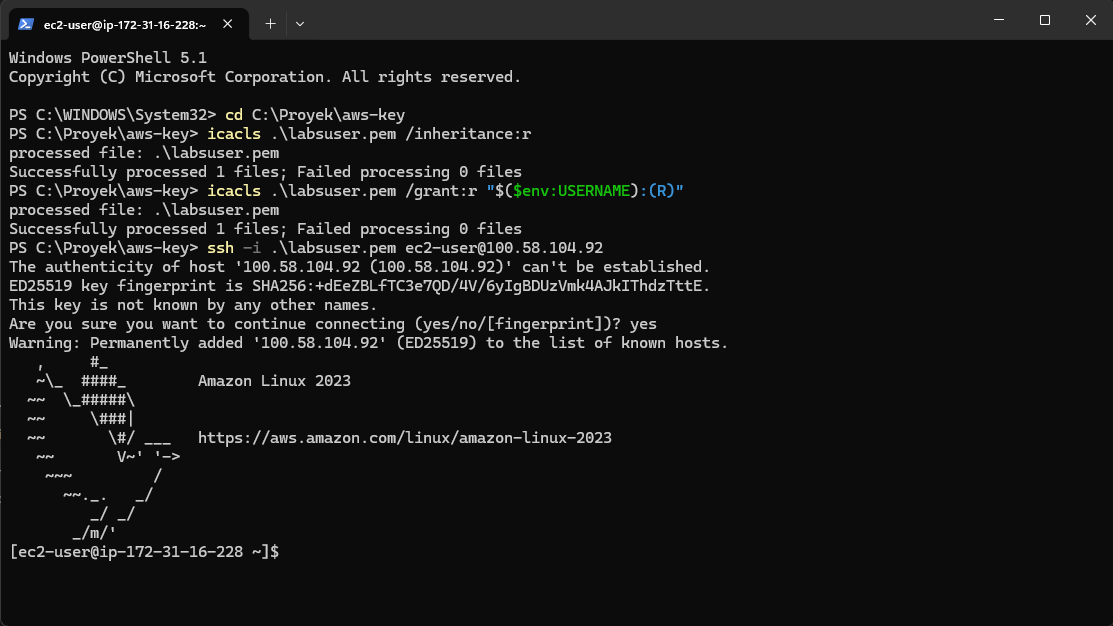 ec2-user@ip-172-31-16-228:~
Windows PowerShell 5.1
Copyright (C) Microsoft Corporation. All rights reserved.
PS C:\WINDOWS\System32> cd C:\Proyek\aws-key
PS C:\Proyek\aws-key> icacls .\labsuser.pem /inheritance:r
processed file: .\labsuser.pem
Successfully processed 1 files; Failed processing 0 files
PS C:\Proyek\aws-key> icacls .\labsuser.pem /grant:r "$($env:USERNAME):(R)"
processed file: .\labsuser.pem
Successfully processed 1 files; Failed processing 0 files
PS C:\Proyek\aws-key> ssh -i .\labsuser.pem ec2-user@100.58.104.92
The authenticity of host '100.58.104.92 (100.58.104.92)' can't be established.
ED25519 key fingerprint is SHA256:+dEeZBLfTC3e7QD/4V/6yIgBDUzVmk4AJkIThdzTttE.
This key is not known by any other names.
Are you sure you want to continue connecting (yes/no/[fingerprint])? yes
Warning: Permanently added '100.58.104.92' (ED25519) to the list of known hosts.
   ,     #_
   ~\_  ####_        Amazon Linux 2023
  ~~  \_#####\
  ~~     \###|
  ~~       \#/ ___   https://aws.amazon.com/linux/amazon-linux-2023
   ~~       V~' '->
    ~~~         /
      ~~._.   _/
         _/ _/
       _/m/'
[ec2-user@ip-172-31-16-228 ~]$